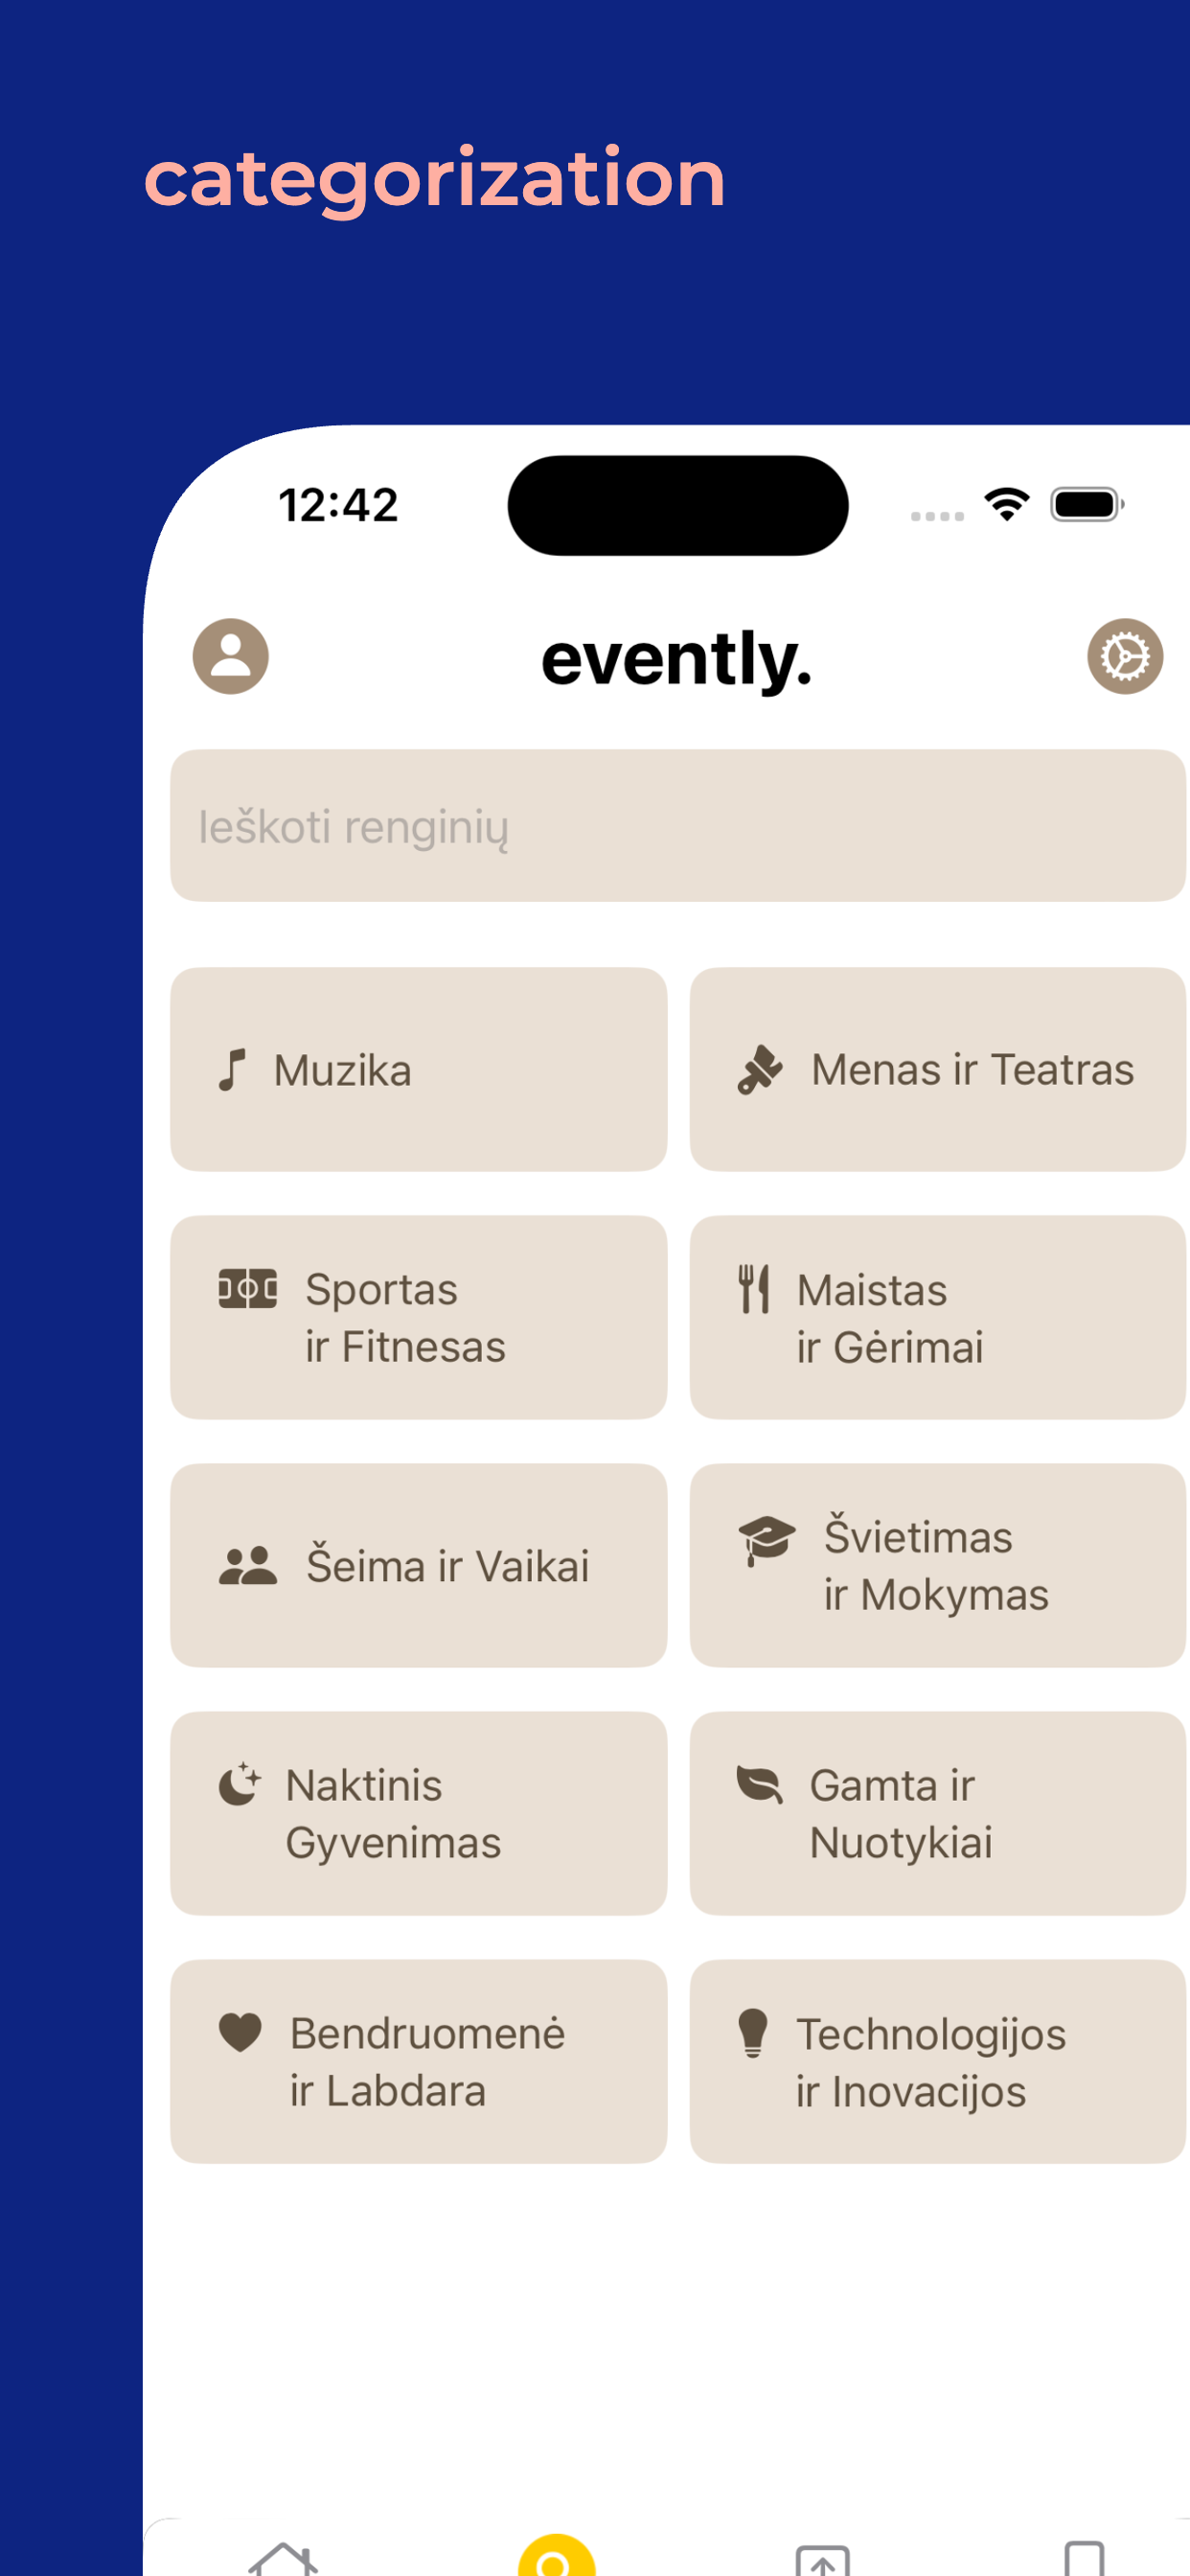 categorization
12:42
evently.
Ieškoti renginių
Muzika
Menas ir Teatras
Sportas
ir Fitnesas
Maistas
ir Gėrimai
Šeima ir Vaikai
Švietimas
ir Mokymas
Naktinis
Gyvenimas
Gamta ir
Nuotykiai
Bendruomenė
ir Labdara
Technologijos
ir Inovacijos